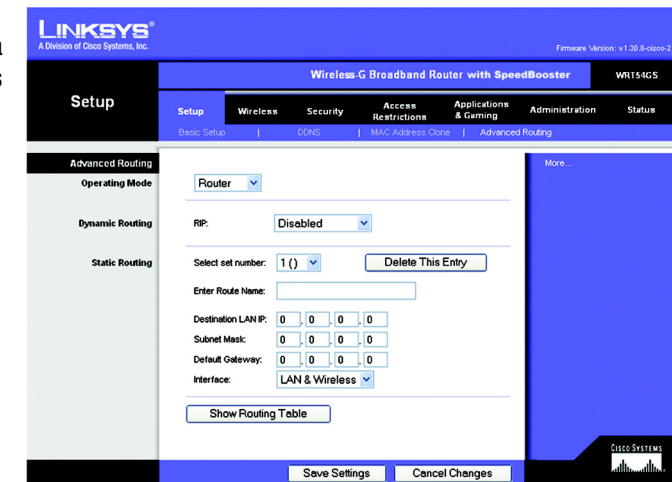 LINKSYS®
A Division of Cisco Systems, Inc.
Firmware Version: v1.30.8-cisco-2
Wireless-G Broadband Router with SpeedBooster WRT54GS
Setup
Setup Wireless Security Access Restrictions Applications & Gaming Administration Status
Basic Setup | DDNS | MAC Address Clone | Advanced Routing
Advanced Routing
More...
Operating Mode Router
Dynamic Routing RIP: Disabled
Static Routing Select set number: 1 () Delete This Entry
Enter Route Name:
Destination LAN IP: 0 . 0 . 0 . 0
Subnet Mask: 0 . 0 . 0 . 0
Default Gateway: 0 . 0 . 0 . 0
Interface: LAN & Wireless
Show Routing Table
CISCO SYSTEMS
Save Settings Cancel Changes